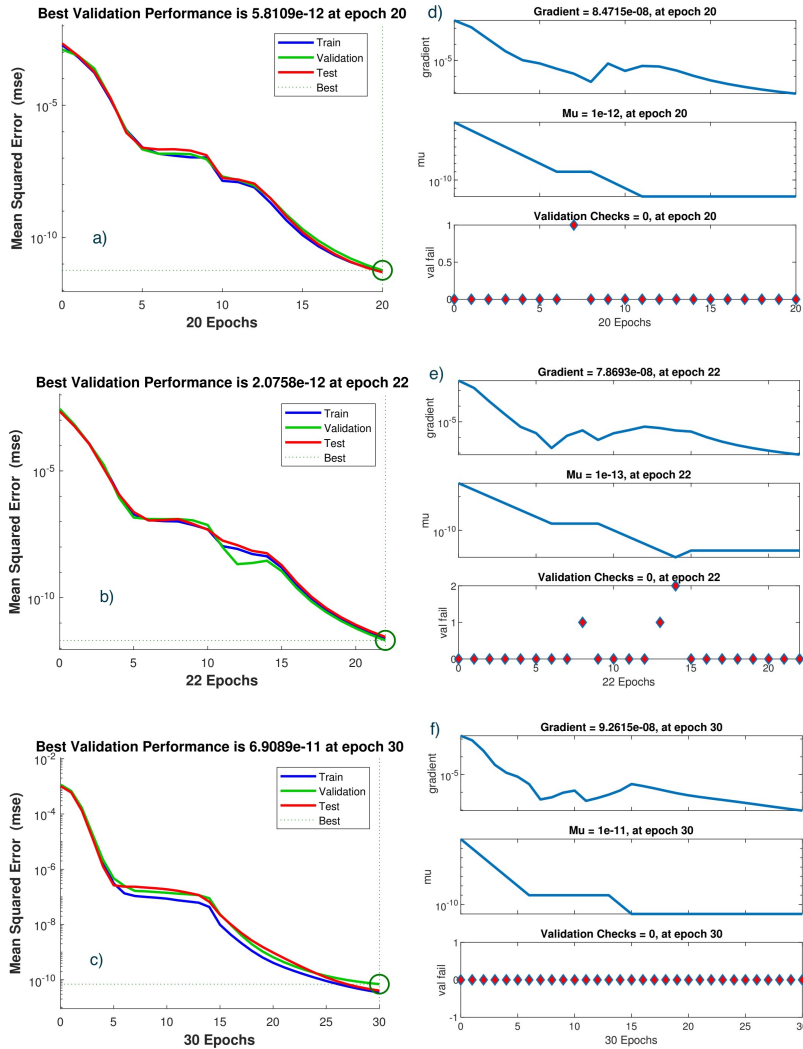 Best Validation Performance is 5.8109e-12 at epoch 20
Mean Squared Error (mse)
10^-5
10^-10
Train
Validation
Test
Best
a)
0 5 10 15 20
20 Epochs
d)
Gradient = 8.4715e-08, at epoch 20
gradient
10^-5
Mu = 1e-12, at epoch 20
mu
10^-10
Validation Checks = 0, at epoch 20
val fail
1
0.5
0
0 5 10 15 20
20 Epochs
Best Validation Performance is 2.0758e-12 at epoch 22
Mean Squared Error (mse)
10^-5
10^-10
Train
Validation
Test
Best
b)
0 5 10 15 20
22 Epochs
e)
Gradient = 7.8693e-08, at epoch 22
gradient
10^-5
Mu = 1e-13, at epoch 22
mu
10^-10
Validation Checks = 0, at epoch 22
val fail
2
1
0
0 5 10 15 20
22 Epochs
Best Validation Performance is 6.9089e-11 at epoch 30
Mean Squared Error (mse)
10^-2
10^-4
10^-6
10^-8
10^-10
Train
Validation
Test
Best
c)
0 5 10 15 20 25 30
30 Epochs
f)
Gradient = 9.2615e-08, at epoch 30
gradient
10^-5
Mu = 1e-11, at epoch 30
mu
10^-10
Validation Checks = 0, at epoch 30
val fail
1
0
-1
0 5 10 15 20 25
30 Epochs